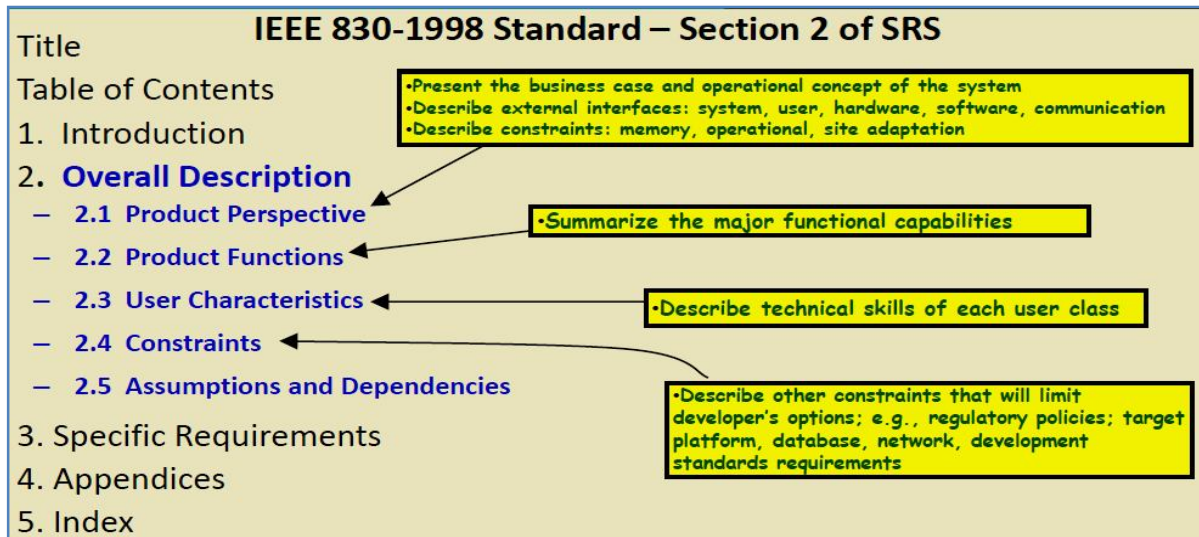 IEEE 830-1998 Standard – Section 2 of SRS
Title
Table of Contents
1. Introduction
2. Overall Description
– 2.1 Product Perspective
– 2.2 Product Functions
– 2.3 User Characteristics
– 2.4 Constraints
– 2.5 Assumptions and Dependencies
3. Specific Requirements
4. Appendices
5. Index
•Present the business case and operational concept of the system
•Describe external interfaces: system, user, hardware, software, communication
•Describe constraints: memory, operational, site adaptation
•Summarize the major functional capabilities
•Describe technical skills of each user class
•Describe other constraints that will limit
developer's options; e.g., regulatory policies; target
platform, database, network, development
standards requirements